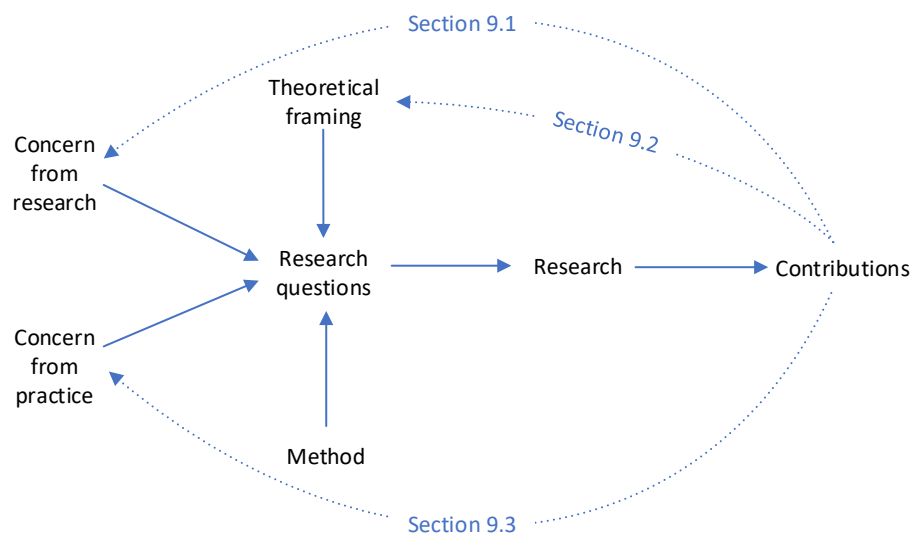 Section 9.1
Theoretical
framing
Section 9.2
Concern
from
research
Research
questions
Research
Contributions
Concern
from
practice
Method
Section 9.3